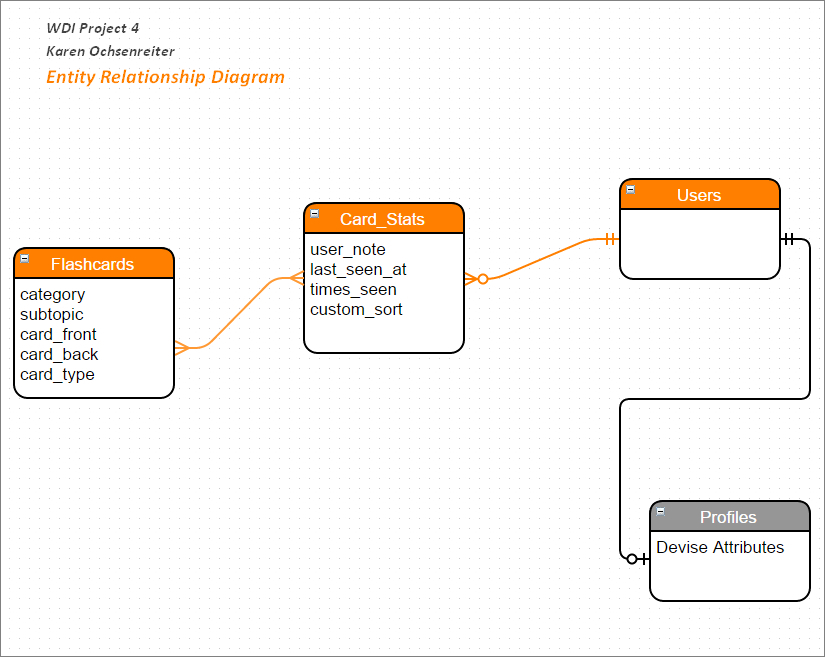 WDI Project 4
Karen Ochsenreiter
Entity Relationship Diagram
Flashcards
category
subtopic
card_front
card_back
card_type
Card_Stats
user_note
last_seen_at
times_seen
custom_sort
Users
Profiles
Devise Attributes